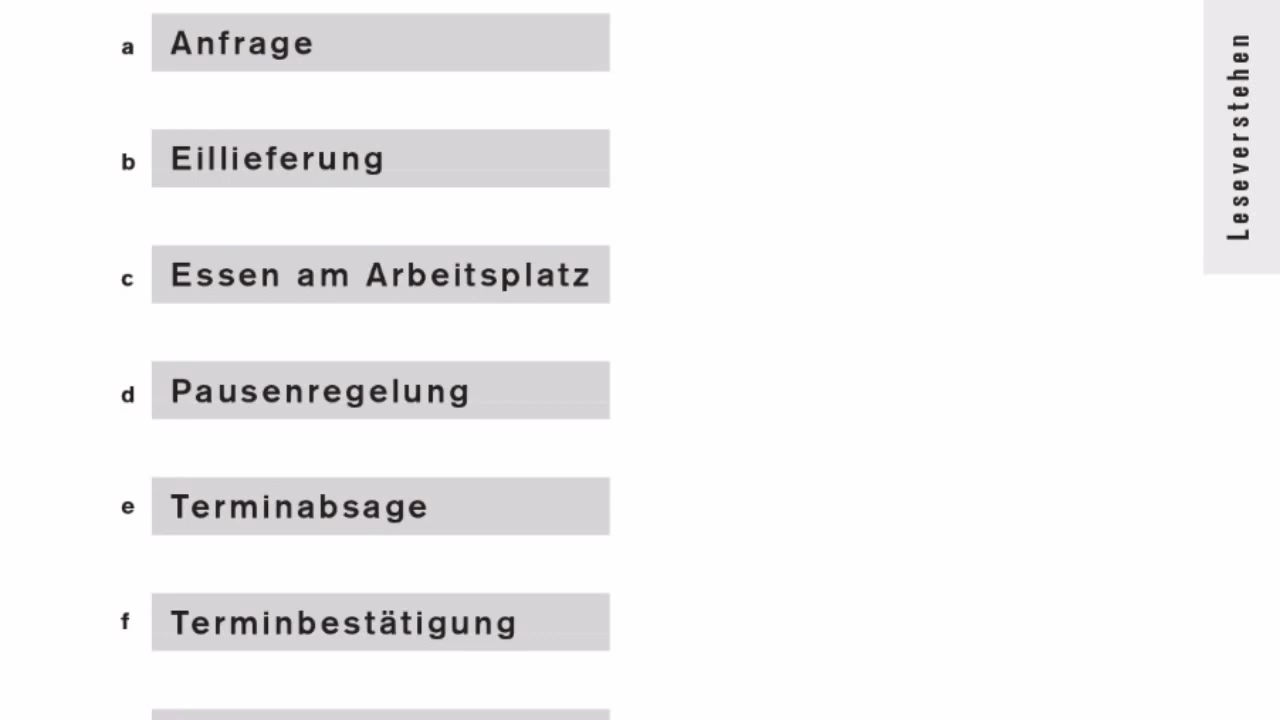 a Anfrage
b Eillieferung
c Essen am Arbeitsplatz
d Pausenregelung
e Terminabsage
f Terminbestätigung
Leseverstehen